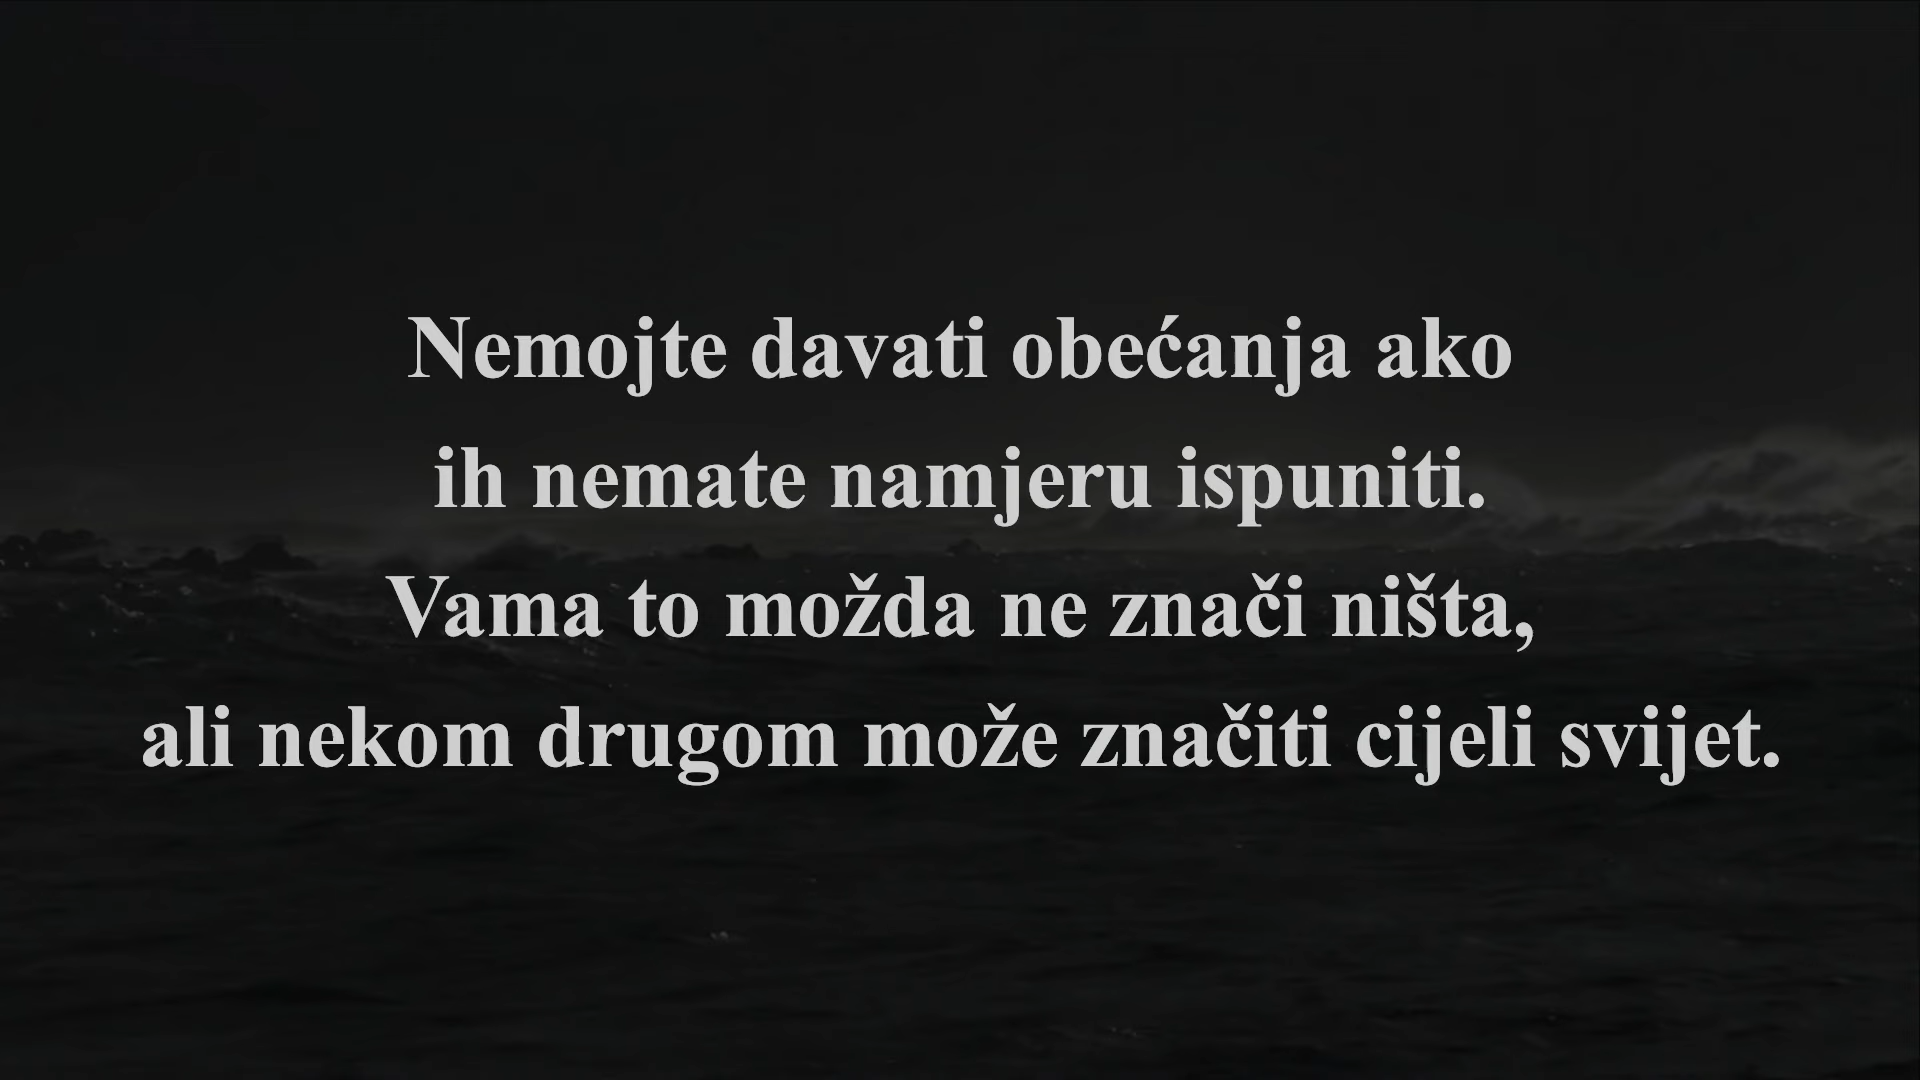 Nemojte davati obećanja ako
ih nemate namjeru ispuniti.
Vama to možda ne znači ništa,
ali nekom drugom može značiti cijeli svijet.